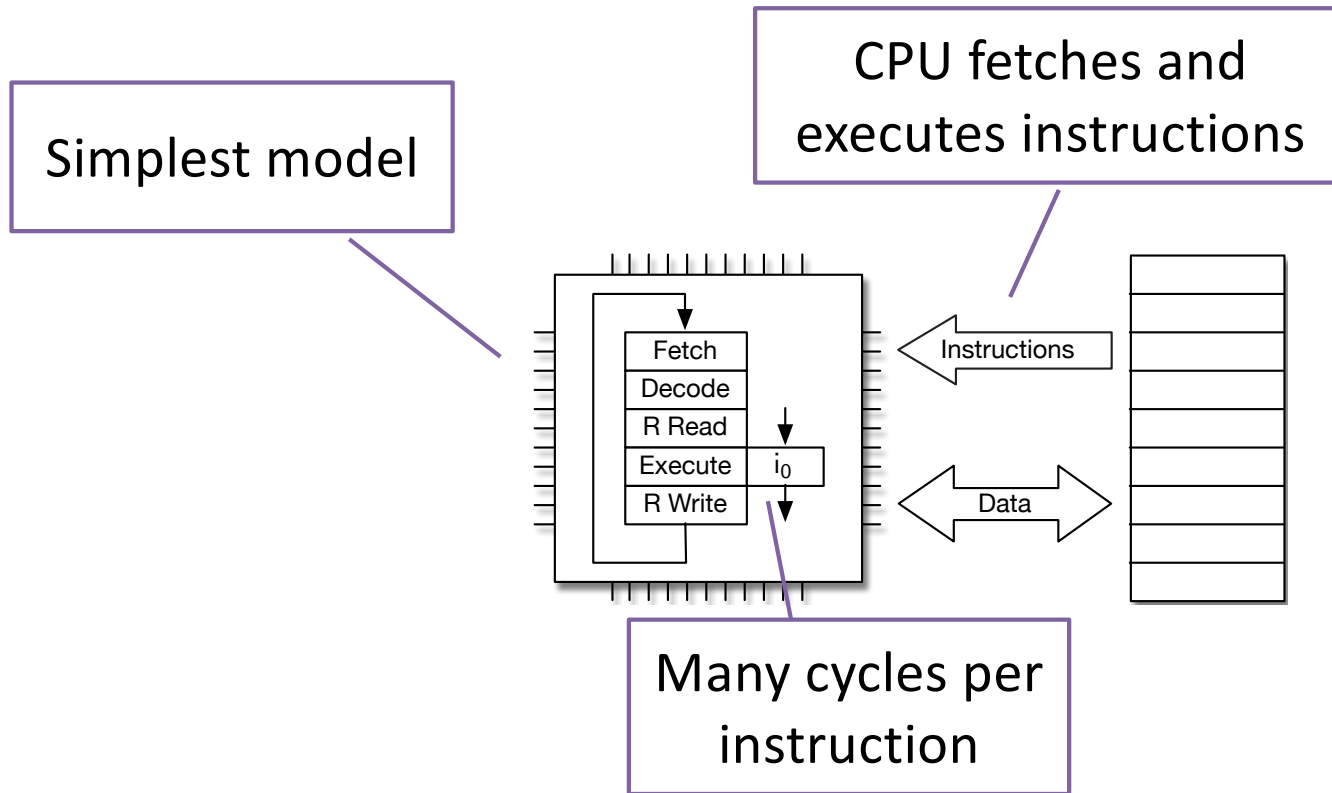 Simplest model
CPU fetches and
executes instructions
Fetch
Decode
R Read
Execute
i₀
R Write
Instructions
Data
Many cycles per
instruction